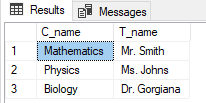 Results Messages
C_name T_name
1 Mathematics Mr. Smith
2 Physics Ms. Johns
3 Biology Dr. Gorgiana